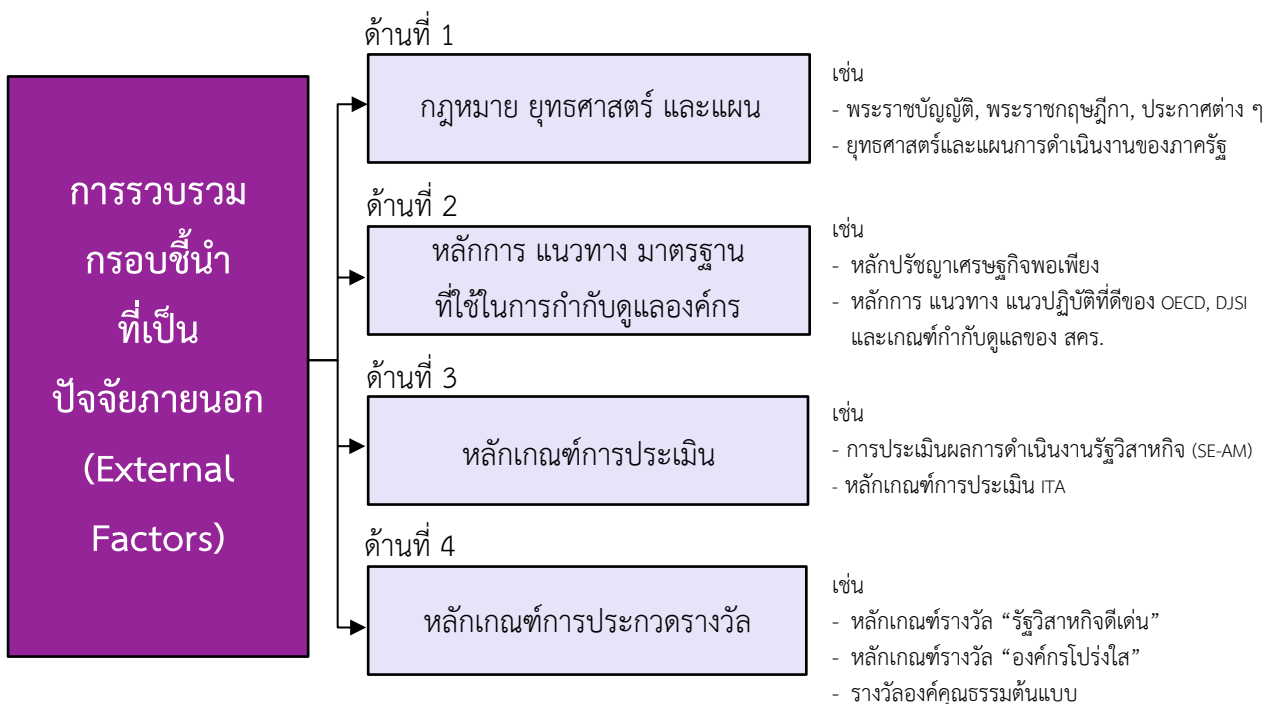 การรวบรวม
กรอบชี้นำ
ที่เป็น
ปัจจัยภายนอก
(External
Factors)
ด้านที่ 1
กฎหมาย ยุทธศาสตร์ และแผน
เช่น
- พระราชบัญญัติ, พระราชกฤษฎีกา, ประกาศต่าง ๆ
- ยุทธศาสตร์และแผนการดำเนินงานของภาครัฐ
ด้านที่ 2
หลักการ แนวทาง มาตรฐาน
ที่ใช้ในการกำกับดูแลองค์กร
เช่น
- หลักปรัชญาเศรษฐกิจพอเพียง
- หลักการ แนวทาง แนวปฏิบัติที่ดีของ OECD, DJSI
และเกณฑ์กำกับดูแลของ สคร.
ด้านที่ 3
หลักเกณฑ์การประเมิน
เช่น
- การประเมินผลการดำเนินงานรัฐวิสาหกิจ (SE-AM)
- หลักเกณฑ์การประเมิน ITA
ด้านที่ 4
หลักเกณฑ์การประกวดรางวัล
เช่น
- หลักเกณฑ์รางวัล “รัฐวิสาหกิจดีเด่น”
- หลักเกณฑ์รางวัล “องค์กรโปร่งใส”
- รางวัลองค์คุณธรรมต้นแบบ